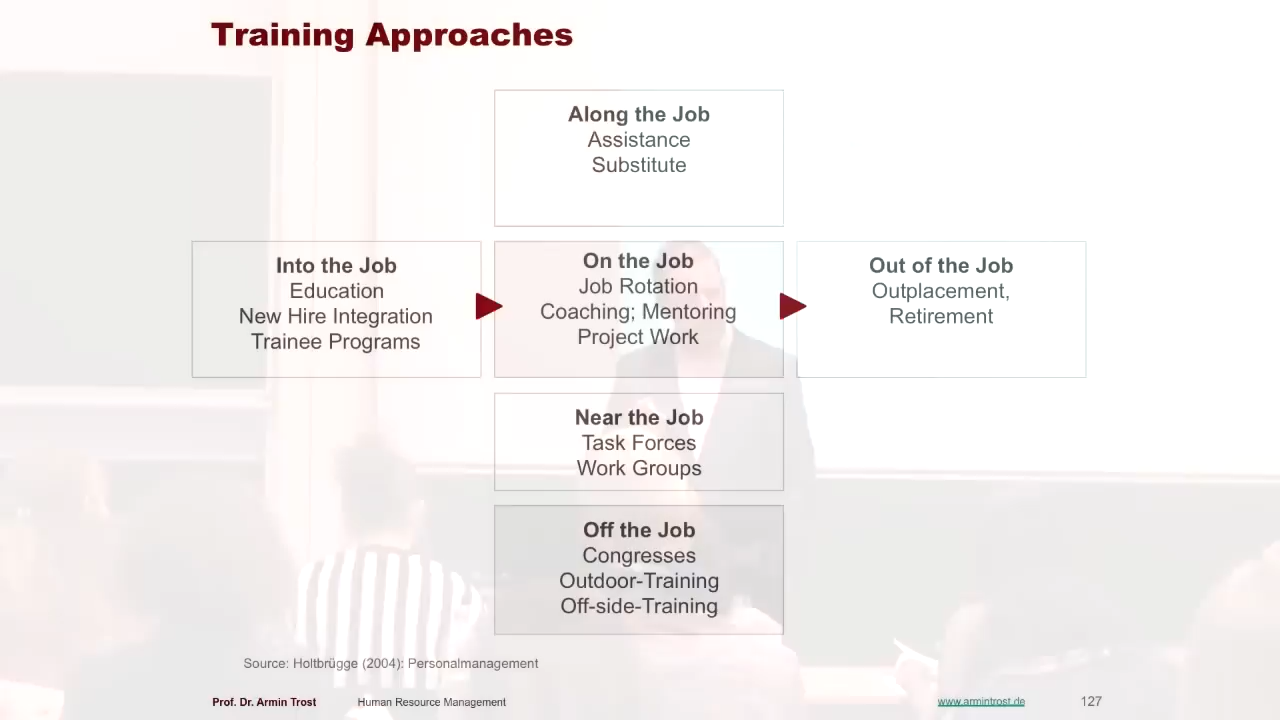 Training Approaches
Along the Job
Assistance
Substitute
Into the Job
Education
New Hire Integration
Trainee Programs
On the Job
Job Rotation
Coaching; Mentoring
Project Work
Out of the Job
Outplacement,
Retirement
Near the Job
Task Forces
Work Groups
Off the Job
Congresses
Outdoor-Training
Off-side-Training
Source: Holtbrügge (2004): Personalmanagement
Prof. Dr. Armin Trost
Human Resource Management
www.armintrost.de
127